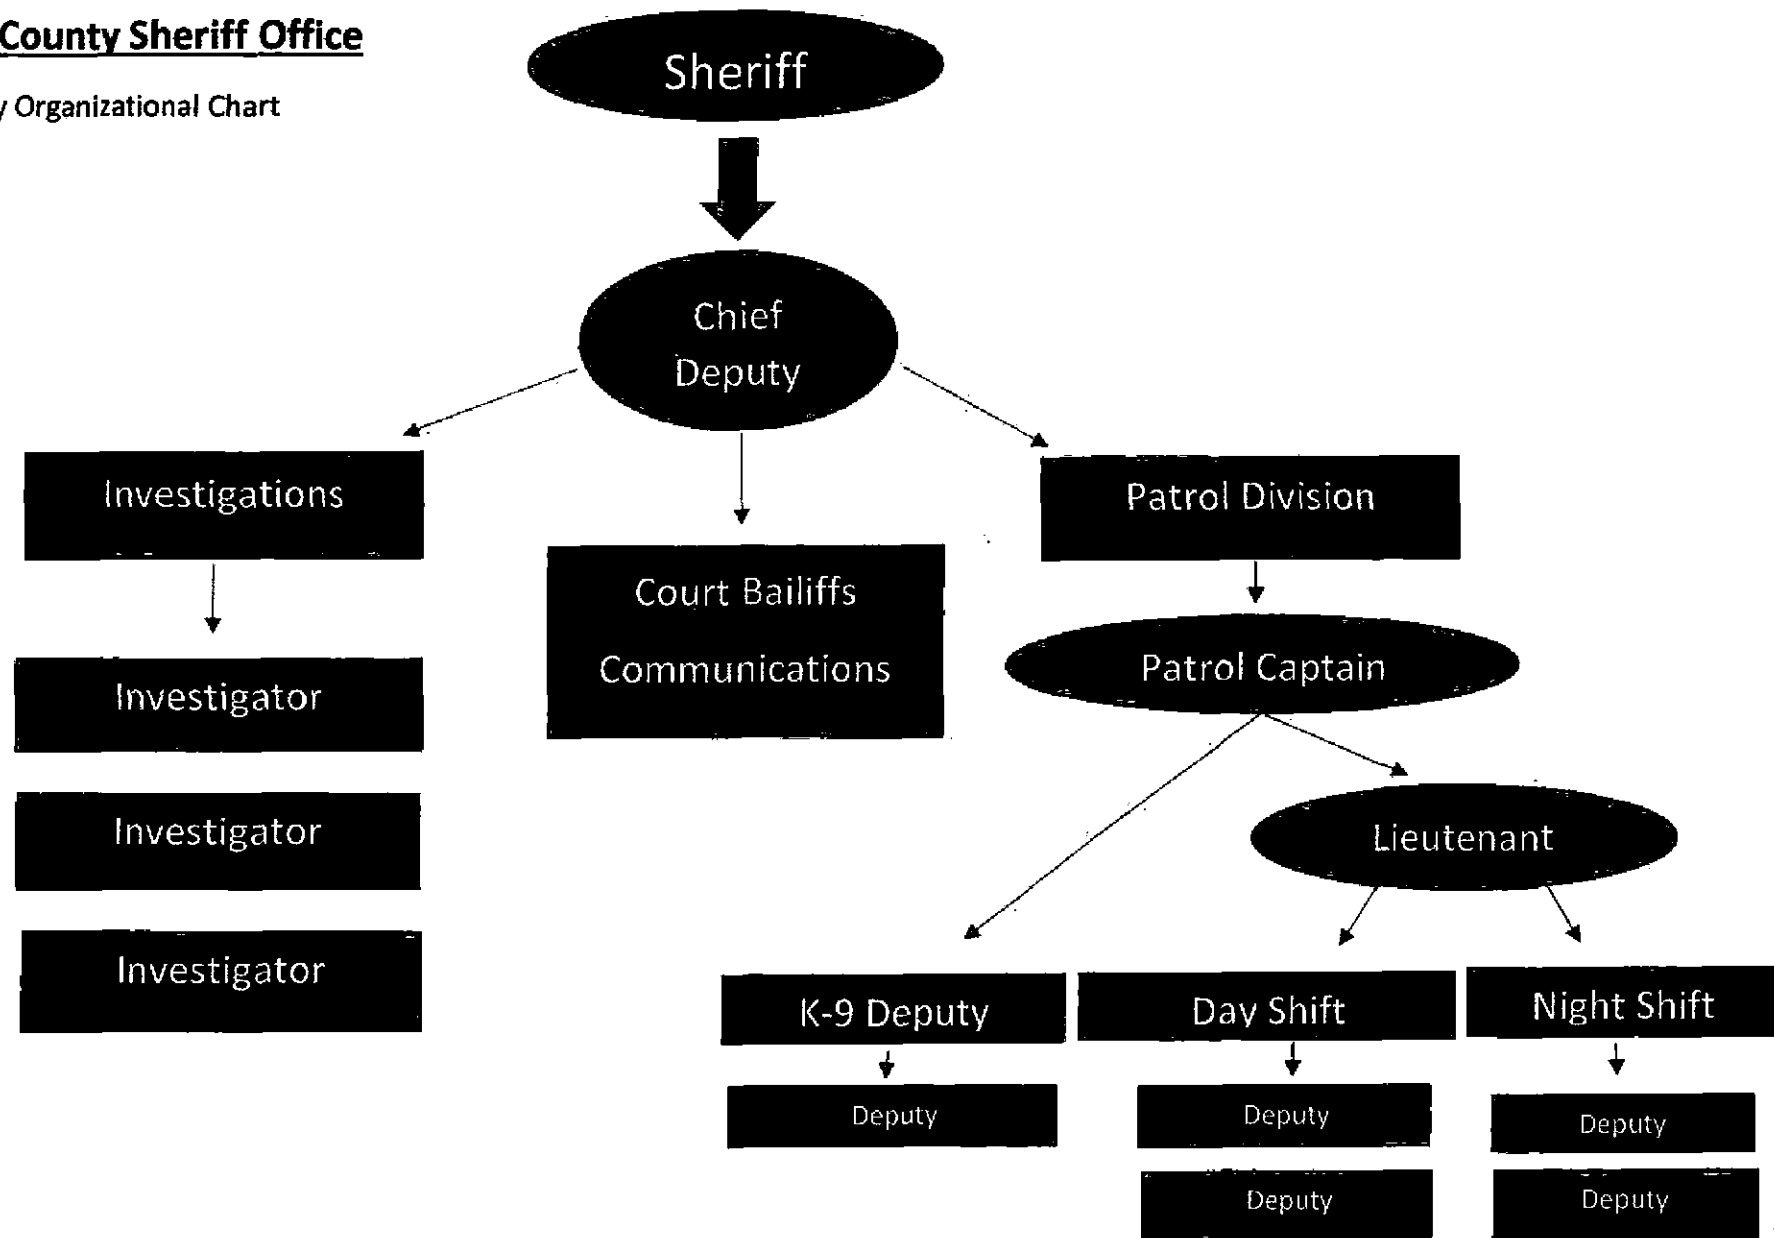 County Sheriff Office
y Organizational Chart
Sheriff
Chief
Deputy
Investigations
Investigator
Investigator
Investigator
Court Bailiffs
Communications
Patrol Division
Patrol Captain
Lieutenant
K-9 Deputy
Deputy
Day Shift
Deputy
Deputy
Night Shift
Deputy
Deputy